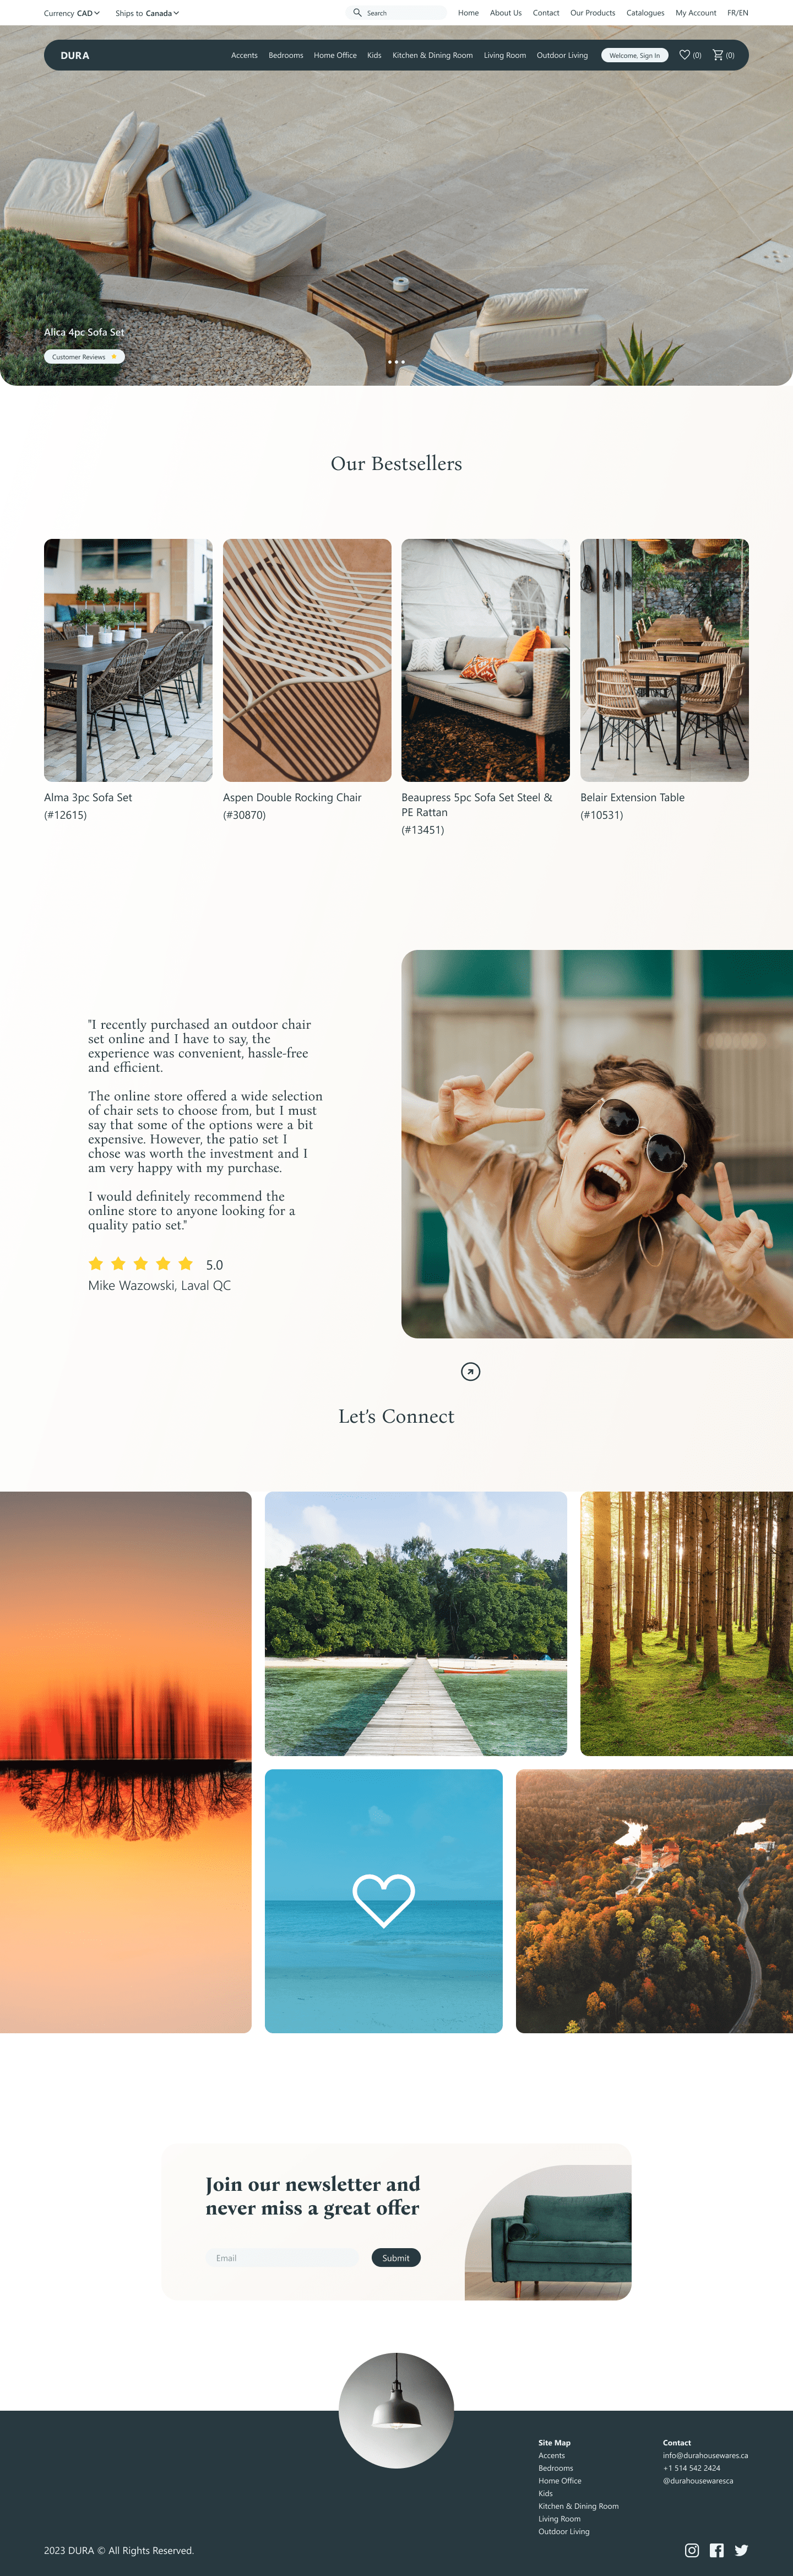 Currency CAD Ships to Canada Search Home About Us Contact Our Products Catalogues My Account FR/EN
DURA Accents Bedrooms Home Office Kids Kitchen & Dining Room Living Room Outdoor Living Welcome, Sign In (0) (0)
Alica 4pc Sofa Set
Customer Reviews
Our Bestsellers
Alma 3pc Sofa Set
(#12615)
Aspen Double Rocking Chair
(#30870)
Beaupress 5pc Sofa Set Steel &
PE Rattan
(#13451)
Belair Extension Table
(#10531)
"I recently purchased an outdoor chair
set online and I have to say, the
experience was convenient, hassle-free
and efficient.
The online store offered a wide selection
of chair sets to choose from, but I must
say that some of the options were a bit
expensive. However, the patio set I
chose was worth the investment and I
am very happy with my purchase.
I would definitely recommend the
online store to anyone looking for a
quality patio set."
5.0
Mike Wazowski, Laval QC
Let's Connect
Join our newsletter and
never miss a great offer
Email Submit
Site Map
Accents
Bedrooms
Home Office
Kids
Kitchen & Dining Room
Living Room
Outdoor Living
Contact
info@durahousewares.ca
+1 514 542 2424
@durahousewaresca
2023 DURA © All Rights Reserved.